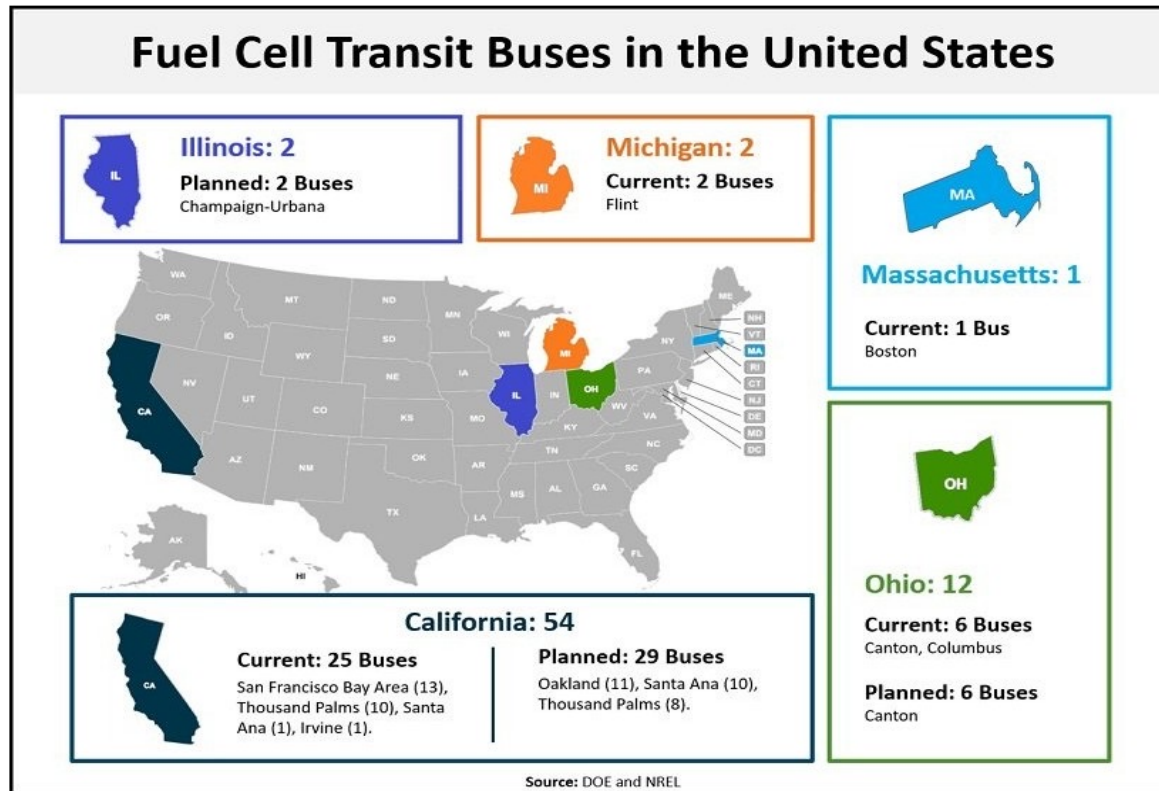 Fuel Cell Transit Buses in the United States
IL
Illinois: 2
Planned: 2 Buses
Champaign-Urbana
MI
Michigan: 2
Current: 2 Buses
Flint
MA
Massachusetts: 1
Current: 1 Bus
Boston
WA
OR
ID
MT
ND
MN
WI
MI
NY
ME
NH
VT
MA
RI
CT
NJ
DE
MD
DC
SD
WY
NE
IA
IL
IN
OH
PA
CA
NV
UT
CO
KS
MO
KY
WV
VA
AZ
NM
OK
AR
TN
NC
SC
MS
AL
GA
TX
LA
FL
AK
HI
OH
Ohio: 12
Current: 6 Buses
Canton, Columbus
Planned: 6 Buses
Canton
CA
California: 54
Current: 25 Buses
San Francisco Bay Area (13),
Thousand Palms (10), Santa
Ana (1), Irvine (1).
Planned: 29 Buses
Oakland (11), Santa Ana (10),
Thousand Palms (8).
Source: DOE and NREL